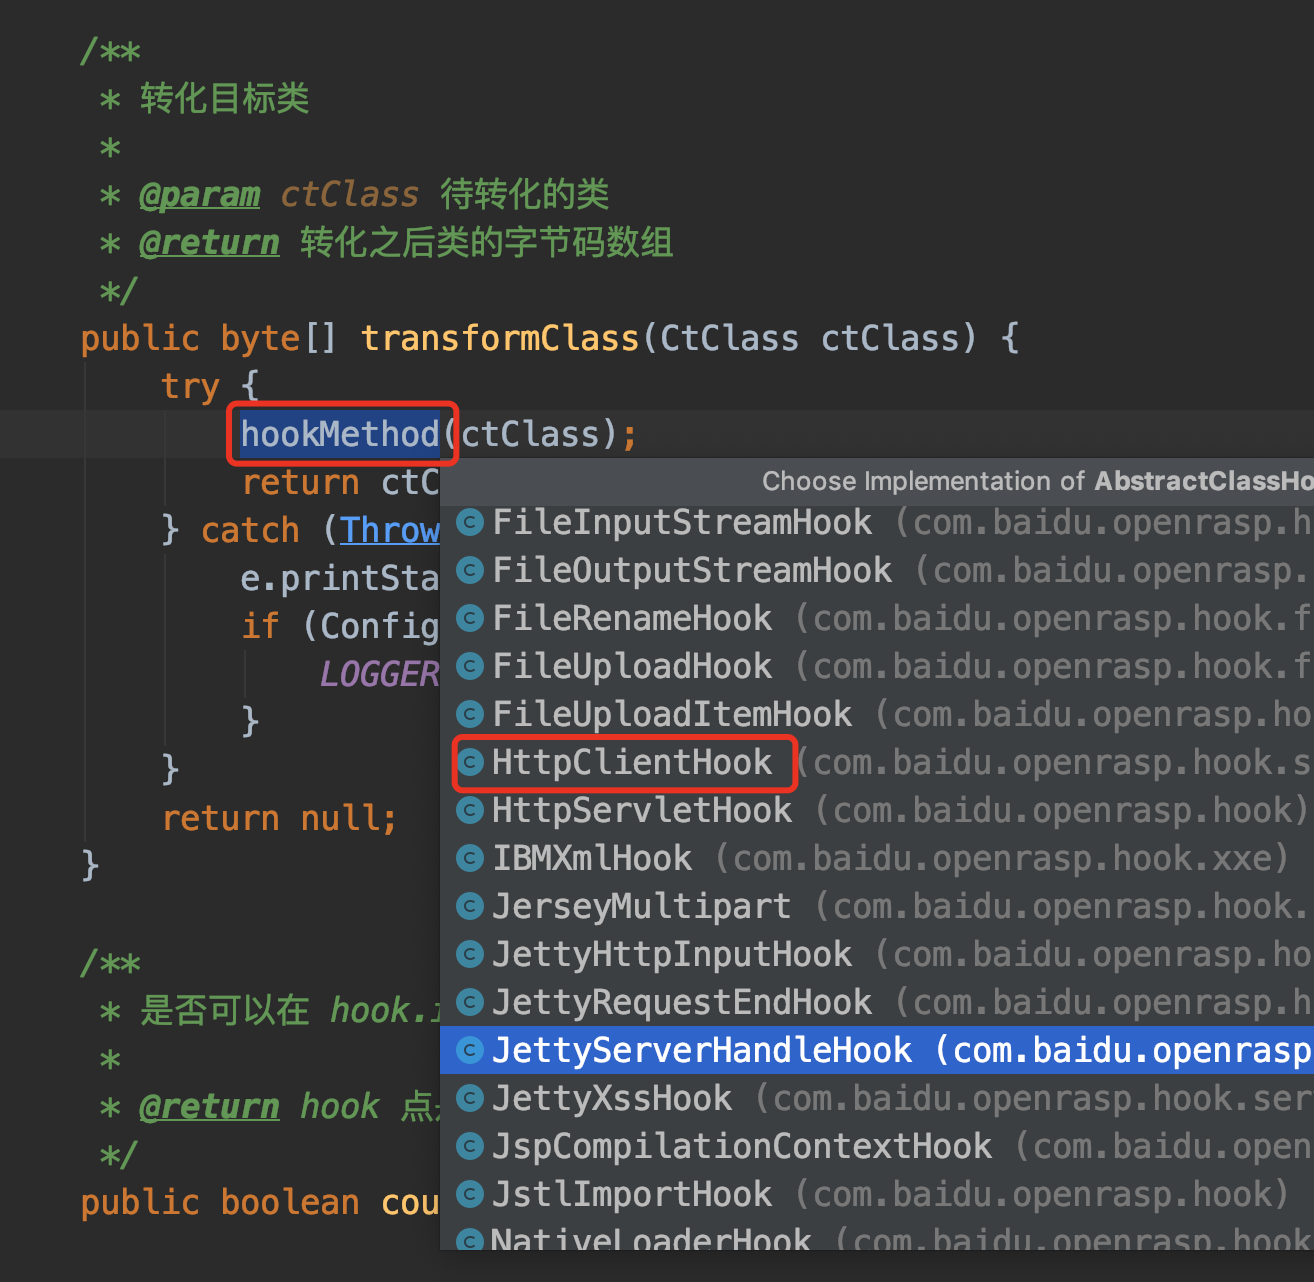 /**
* 转化目标类
*
* @param ctClass 待转化的类
* @return 转化之后类的字节码数组
*/
public byte[] transformClass(CtClass ctClass) {
try {
hookMethod(ctClass);
return ctC
} catch (Throw
e.printSta
if (Config
LOGGER
}
}
return null;
}
/**
* 是否可以在 hook.i
*
* @return hook 点
*/
public boolean cou
Choose Implementation of AbstractClassHo
C FileInputStreamHook (com.baidu.openrasp.h
C FileOutputStreamHook (com.baidu.openrasp.
C FileRenameHook (com.baidu.openrasp.hook.f
C FileUploadHook (com.baidu.openrasp.hook.f
C FileUploadItemHook (com.baidu.openrasp.ho
C HttpClientHook (com.baidu.openrasp.hook.s
C HttpServletHook (com.baidu.openrasp.hook)
C IBMXmlHook (com.baidu.openrasp.hook.xxe)
C JerseyMultipart (com.baidu.openrasp.hook.
C JettyHttpInputHook (com.baidu.openrasp.ho
C JettyRequestEndHook (com.baidu.openrasp.h
C JettyServerHandleHook (com.baidu.openrasp
C JettyXssHook (com.baidu.openrasp.hook.ser
C JspCompilationContextHook (com.baidu.open
C JstlImportHook (com.baidu.openrasp.hook)
C NativeLoaderHook (com.baidu.openrasp.hook